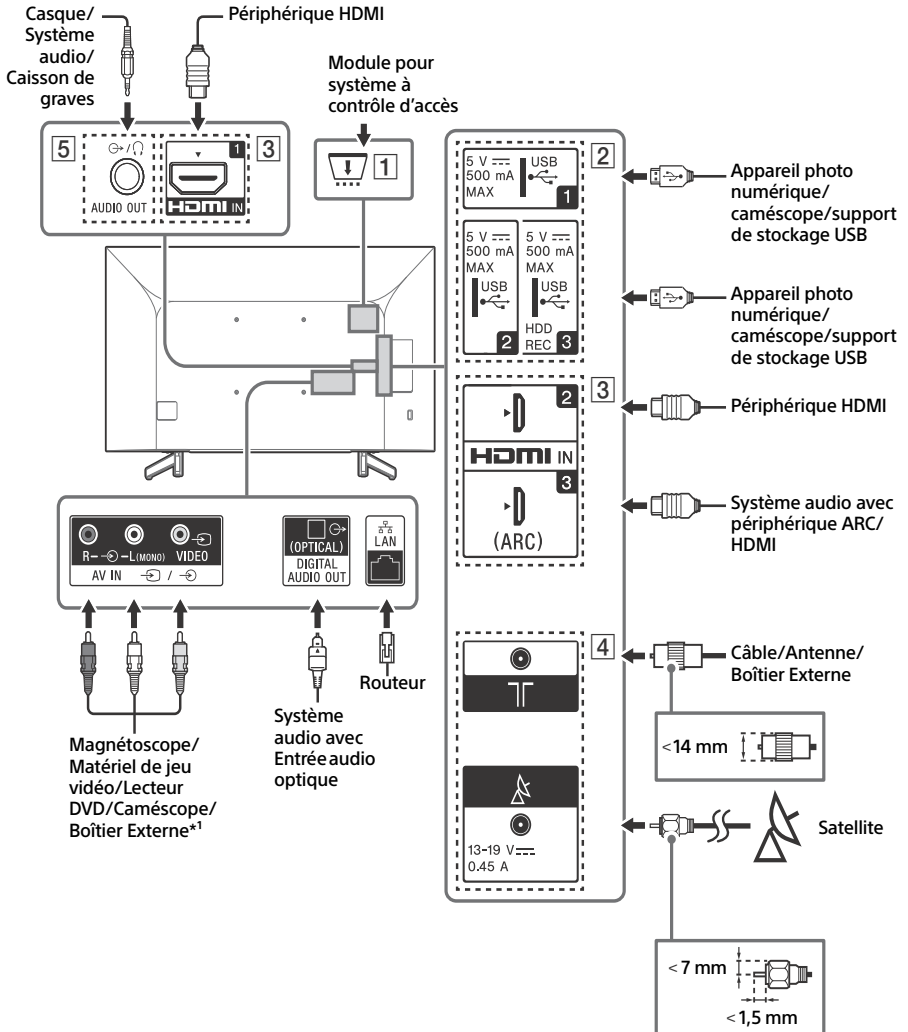 Casque/
Système
audio/
Caisson de
graves
Périphérique HDMI
Module pour
système à
contrôle d'accès
5
AUDIO OUT
1
3
HDMI IN
1
2
5 V
500 mA
MAX
USB
1
Appareil photo
numérique/
caméscope/support
de stockage USB
5 V
500 mA
MAX
USB
2
5 V
500 mA
MAX
USB
HDD
REC 3
Appareil photo
numérique/
caméscope/support
de stockage USB
2
3
Périphérique HDMI
HDMI IN
3
(ARC)
Système audio avec
périphérique ARC/
HDMI
R- -L(MONO) VIDEO
AV IN /
(OPTICAL)
DIGITAL
AUDIO OUT
LAN
Magnétoscope/
Matériel de jeu
vidéo/Lecteur
DVD/Caméscope/
Boîtier Externe*1
Système
audio avec
Entrée audio
optique
Routeur
4
Câble/Antenne/
Boîtier Externe
<14 mm
13-19 V
0.45 A
Satellite
<7 mm
<1,5 mm